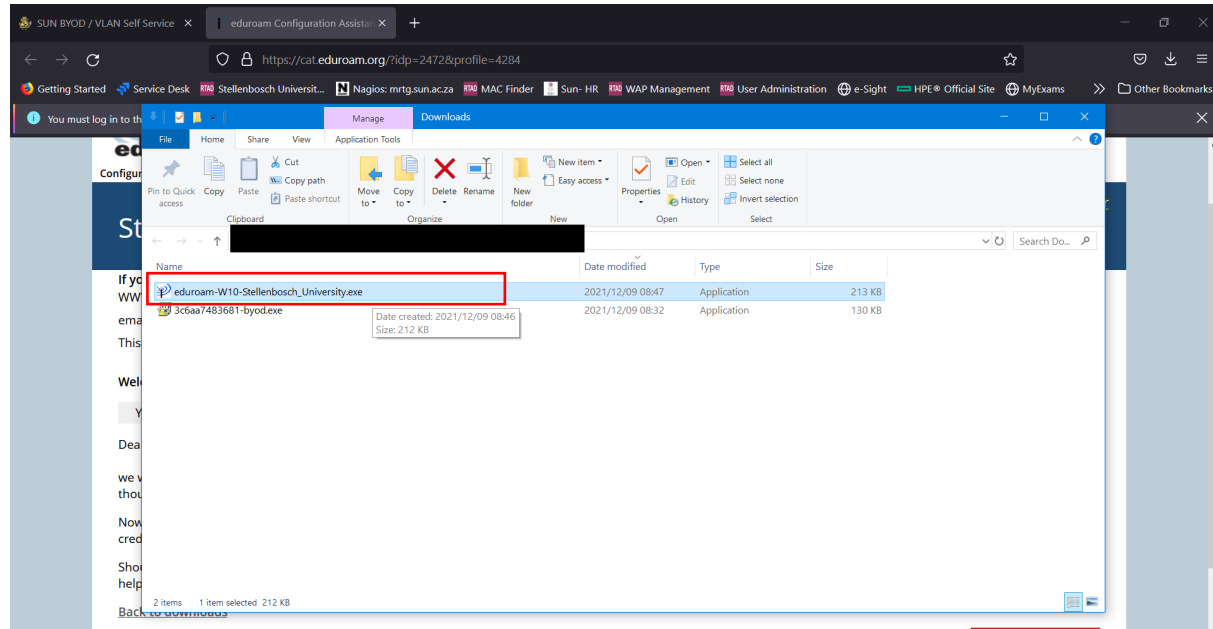 SUN BYOD / VLAN Self Service
eduroam Configuration Assistan
https://cat.eduroam.org/?idp=2472&profile=4284
Getting Started Service Desk Stellenbosch Universit... Nagios: mrtg.sun.ac.za MAC Finder Sun- HR WAP Management User Administration e-Sight HPE® Official Site MyExams Other Bookmarks
You must log in to th
Manage Downloads
File Home Share View Application Tools
Pin to Quick access
Copy
Paste
Cut
Copy path
Paste shortcut
Move to
Copy to
Delete
Rename
New folder
New item
Easy access
Properties
Open
Edit
History
Select all
Select none
Invert selection
Clipboard Organize New Open Select
Search Do...
Name Date modified Type Size
eduroam-W10-Stellenbosch_University.exe 2021/12/09 08:47 Application 213 KB
3c6aa7483681-byod.exe 2021/12/09 08:32 Application 130 KB
Date created: 2021/12/09 08:46
Size: 212 KB
2 items 1 item selected 212 KB
Configur
St
If yo
WW
ema
This
Wel
Y
Dea
we w
thou
Now
cred
Shou
help
Back to downloads